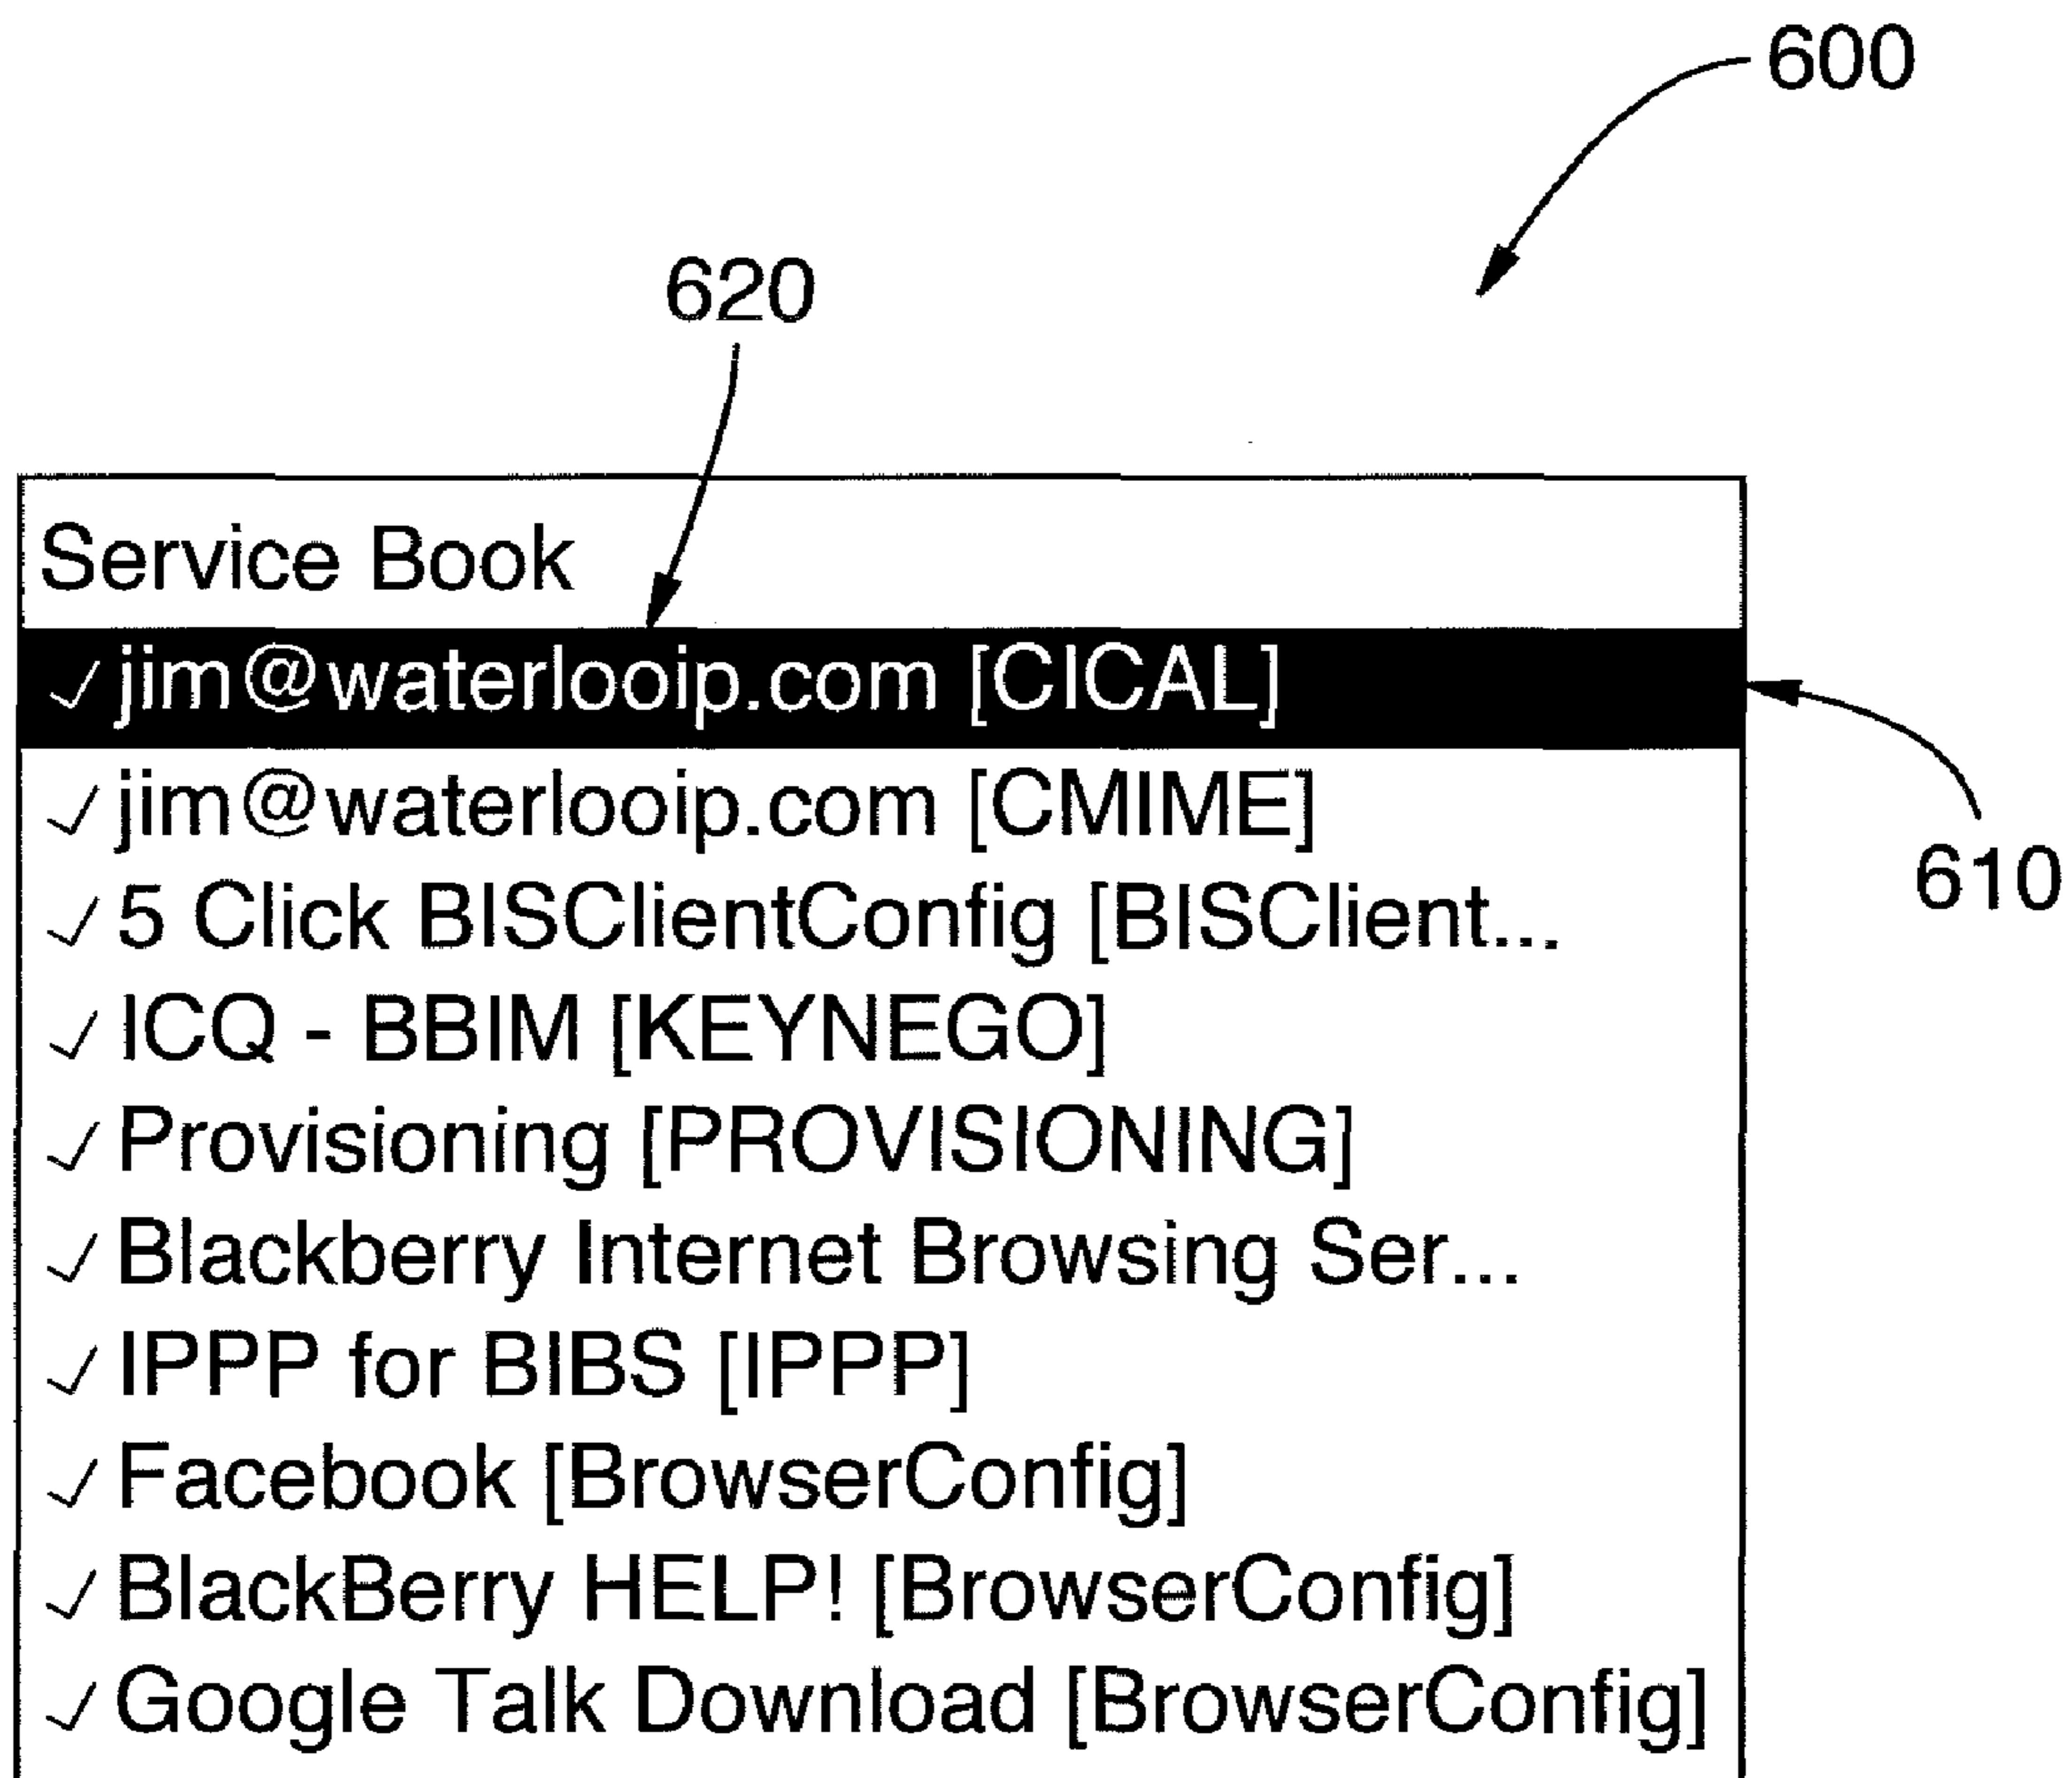 600
620
Service Book
✓ jim@waterlooip.com [CICAL]
✓ jim@waterlooip.com [CMIME]
610
✓ 5 Click BISClientConfig [BISClient...
✓ ICQ - BBIM [KEYNEGO]
✓ Provisioning [PROVISIONING]
✓ Blackberry Internet Browsing Ser...
✓ IPPP for BIBS [IPPP]
✓ Facebook [BrowserConfig]
✓ BlackBerry HELP! [BrowserConfig]
✓ Google Talk Download [BrowserConfig]